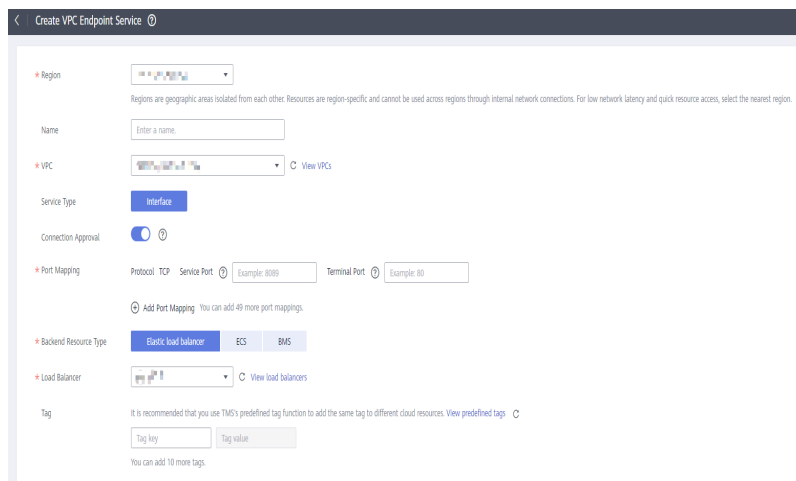 Create VPC Endpoint Service
* Region
Regions are geographic areas isolated from each other. Resources are region-specific and cannot be used across regions through internal network connections. For low network latency and quick resource access, select the nearest region.
Name Enter a name.
* VPC View VPCs
Service Type Interface
Connection Approval
* Port Mapping Protocol TCP Service Port Example: 8089 Terminal Port Example: 80
Add Port Mapping You can add 49 more port mappings.
* Backend Resource Type Elastic load balancer ECS BMS
* Load Balancer View load balancers
Tag It is recommended that you use TMS's predefined tag function to add the same tag to different cloud resources. View predefined tags
Tag key Tag value
You can add 10 more tags.